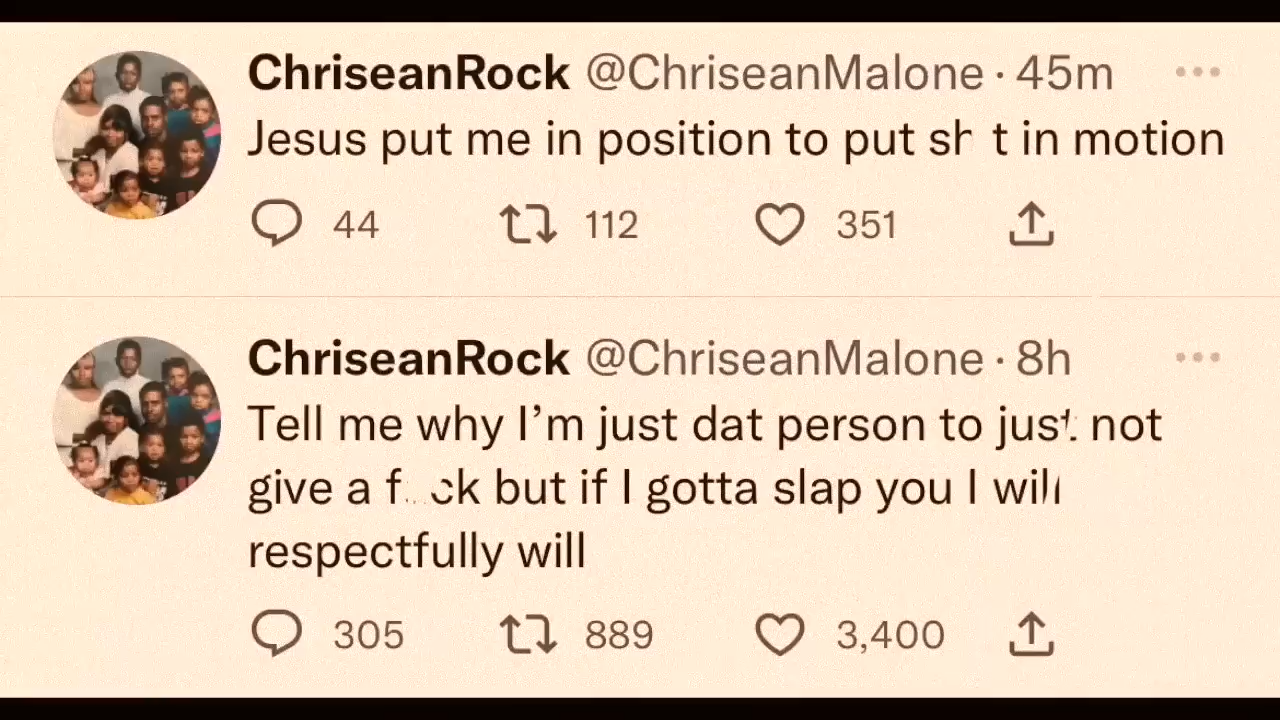 ChriseanRock @ChriseanMalone · 45m
Jesus put me in position to put sh t in motion
44 112 351
ChriseanRock @ChriseanMalone · 8h
Tell me why I’m just dat person to just not
give a f ck but if I gotta slap you I will
respectfully will
305 889 3,400